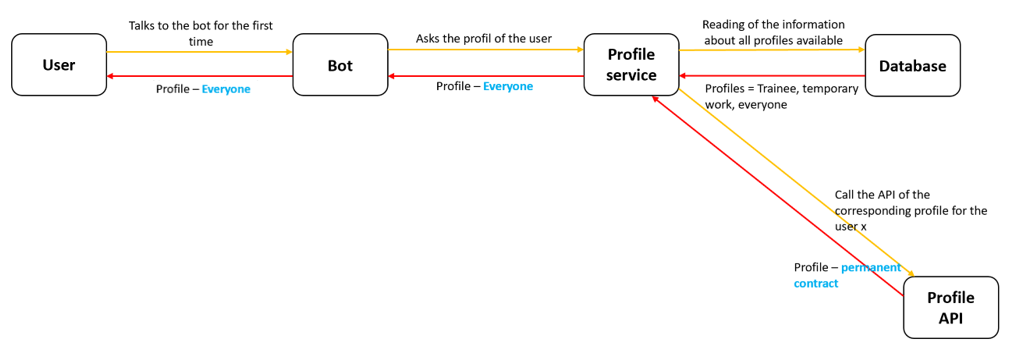 Talks to the bot for the first
time
User
Profile – Everyone
Bot
Asks the profil of the user
Profile – Everyone
Profile
service
Reading of the information
about all profiles available
Profiles = Trainee, temporary
work, everyone
Database
Call the API of the
corresponding profile for the
user x
Profile – permanent
contract
Profile
API